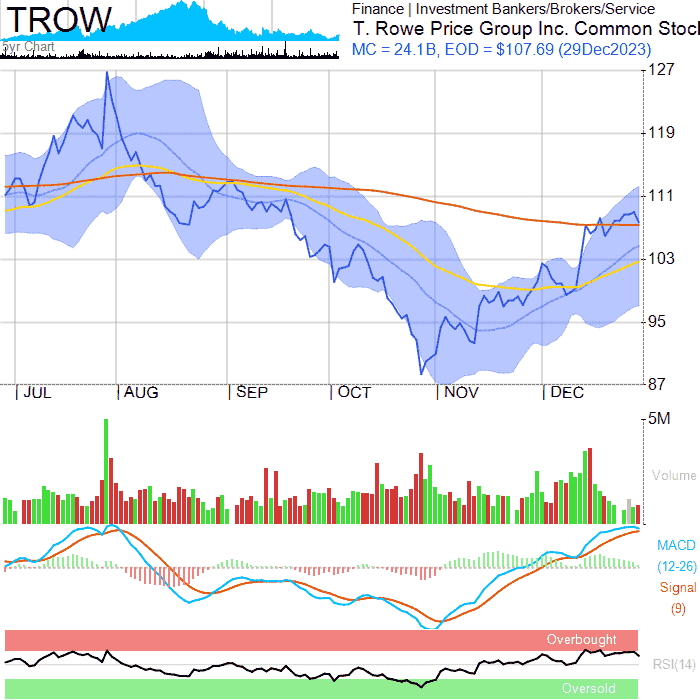 TROW
Finance | Investment Bankers/Brokers/Service
T. Rowe Price Group Inc. Common Stoc
MC = 24.1B, EOD = $107.69 (29Dec2023)
5yr Chart
127
119
111
103
95
87
JUL AUG SEP OCT NOV DEC
5M
Volume
MACD
(12-26)
Signal
(9)
Overbought
RSI(14)
Oversold